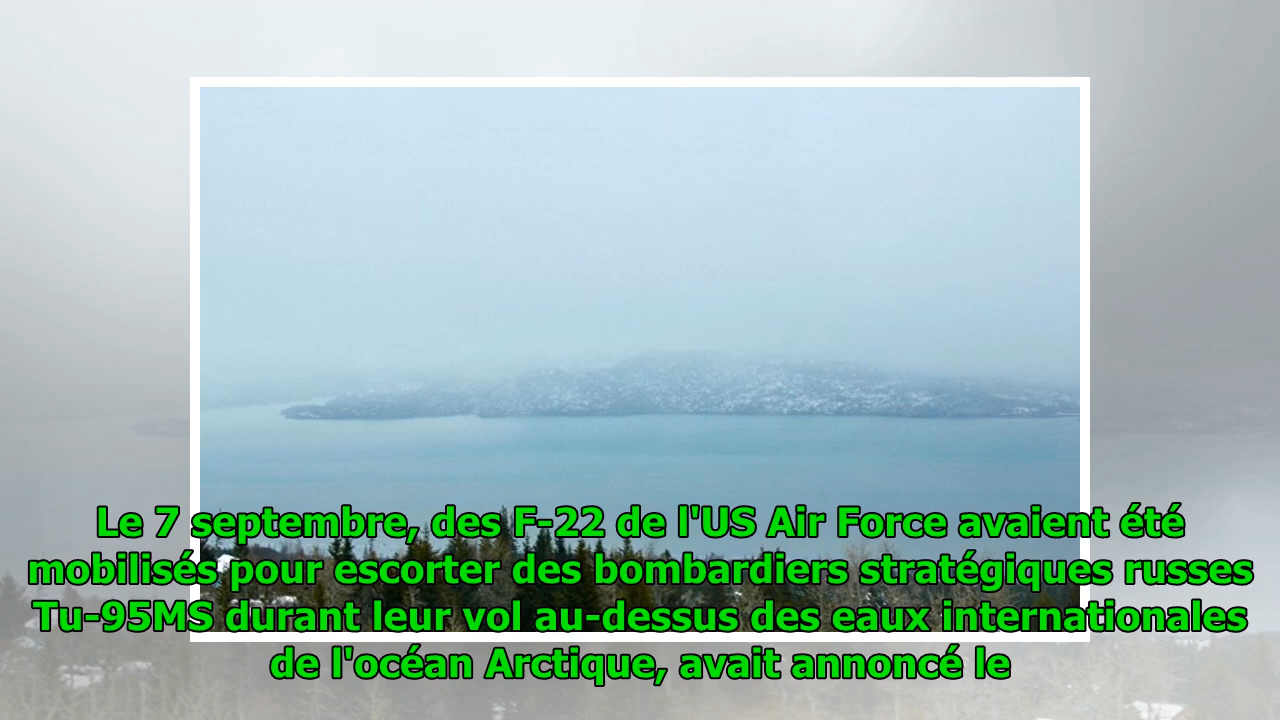 Le 7 septembre, des F-22 de l'US Air Force avaient été
mobilisés pour escorter des bombardiers stratégiques russes
Tu-95MS durant leur vol au-dessus des eaux internationales
de l'océan Arctique, avait annoncé le